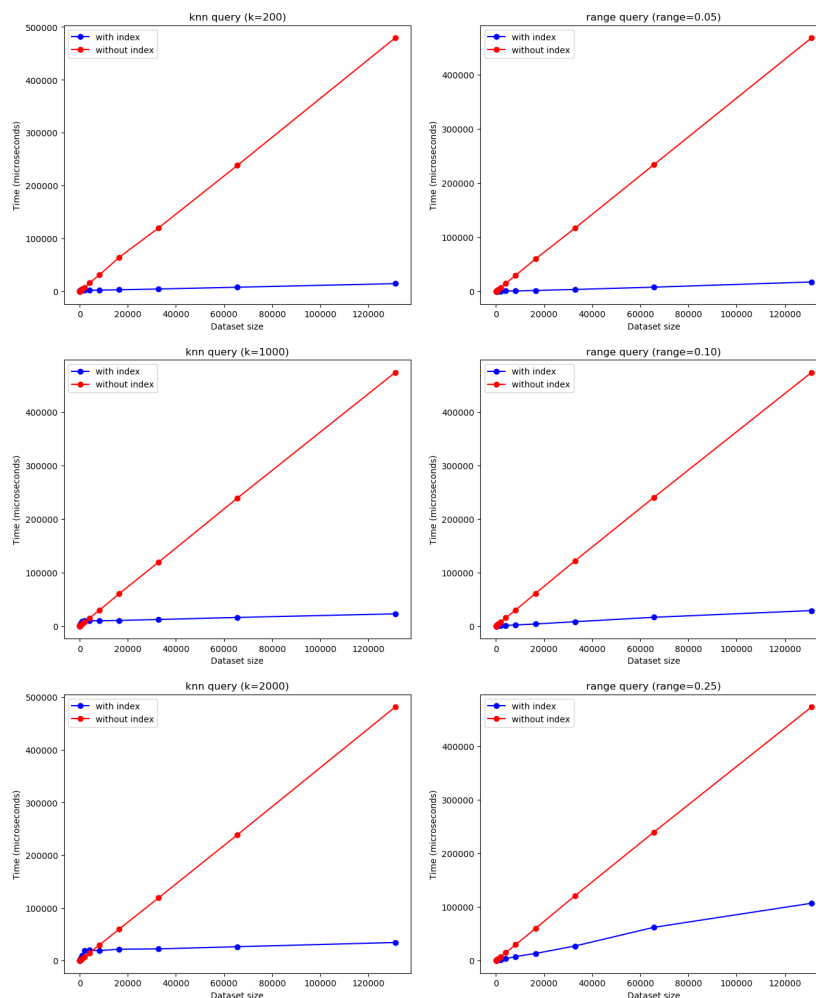 knn query (k=200)
with index
without index
500000
400000
300000
200000
100000
0
Time (microseconds)
0 20000 40000 60000 80000 100000 120000
Dataset size
range query (range=0.05)
with index
without index
400000
300000
200000
100000
0
Time (microseconds)
0 20000 40000 60000 80000 100000 120000
Dataset size
knn query (k=1000)
with index
without index
400000
300000
200000
100000
0
Time (microseconds)
0 20000 40000 60000 80000 100000 120000
Dataset size
range query (range=0.10)
with index
without index
400000
300000
200000
100000
0
Time (microseconds)
0 20000 40000 60000 80000 100000 120000
Dataset size
knn query (k=2000)
with index
without index
500000
400000
300000
200000
100000
0
Time (microseconds)
0 20000 40000 60000 80000 100000 120000
Dataset size
range query (range=0.25)
with index
without index
400000
300000
200000
100000
0
Time (microseconds)
0 20000 40000 60000 80000 100000 120000
Dataset size